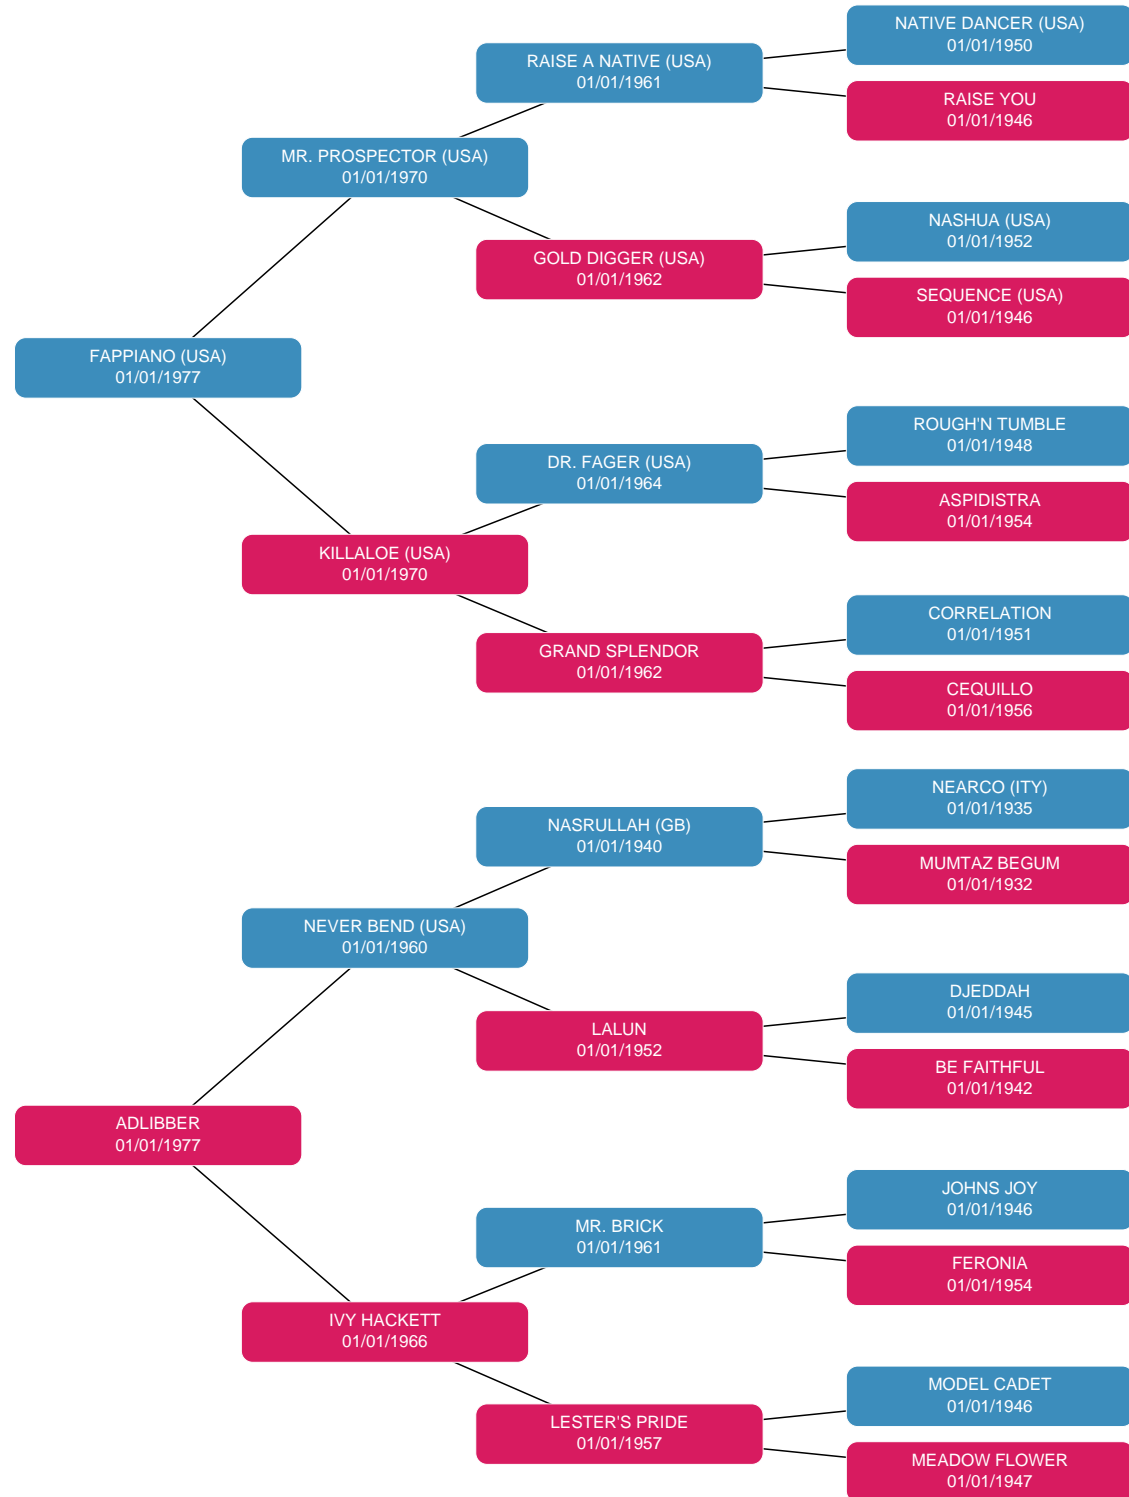 NATIVE DANCER (USA)
01/01/1950
RAISE A NATIVE (USA)
01/01/1961
RAISE YOU
01/01/1946
MR. PROSPECTOR (USA)
01/01/1970
NASHUA (USA)
01/01/1952
GOLD DIGGER (USA)
01/01/1962
SEQUENCE (USA)
01/01/1946
FAPPIANO (USA)
01/01/1977
ROUGH'N TUMBLE
01/01/1948
DR. FAGER (USA)
01/01/1964
ASPIDISTRA
01/01/1954
KILLALOE (USA)
01/01/1970
CORRELATION
01/01/1951
GRAND SPLENDOR
01/01/1962
CEQUILLO
01/01/1956
NEARCO (ITY)
01/01/1935
NASRULLAH (GB)
01/01/1940
MUMTAZ BEGUM
01/01/1932
NEVER BEND (USA)
01/01/1960
DJEDDAH
01/01/1945
LALUN
01/01/1952
BE FAITHFUL
01/01/1942
ADLIBBER
01/01/1977
JOHNS JOY
01/01/1946
MR. BRICK
01/01/1961
FERONIA
01/01/1954
IVY HACKETT
01/01/1966
MODEL CADET
01/01/1946
LESTER'S PRIDE
01/01/1957
MEADOW FLOWER
01/01/1947